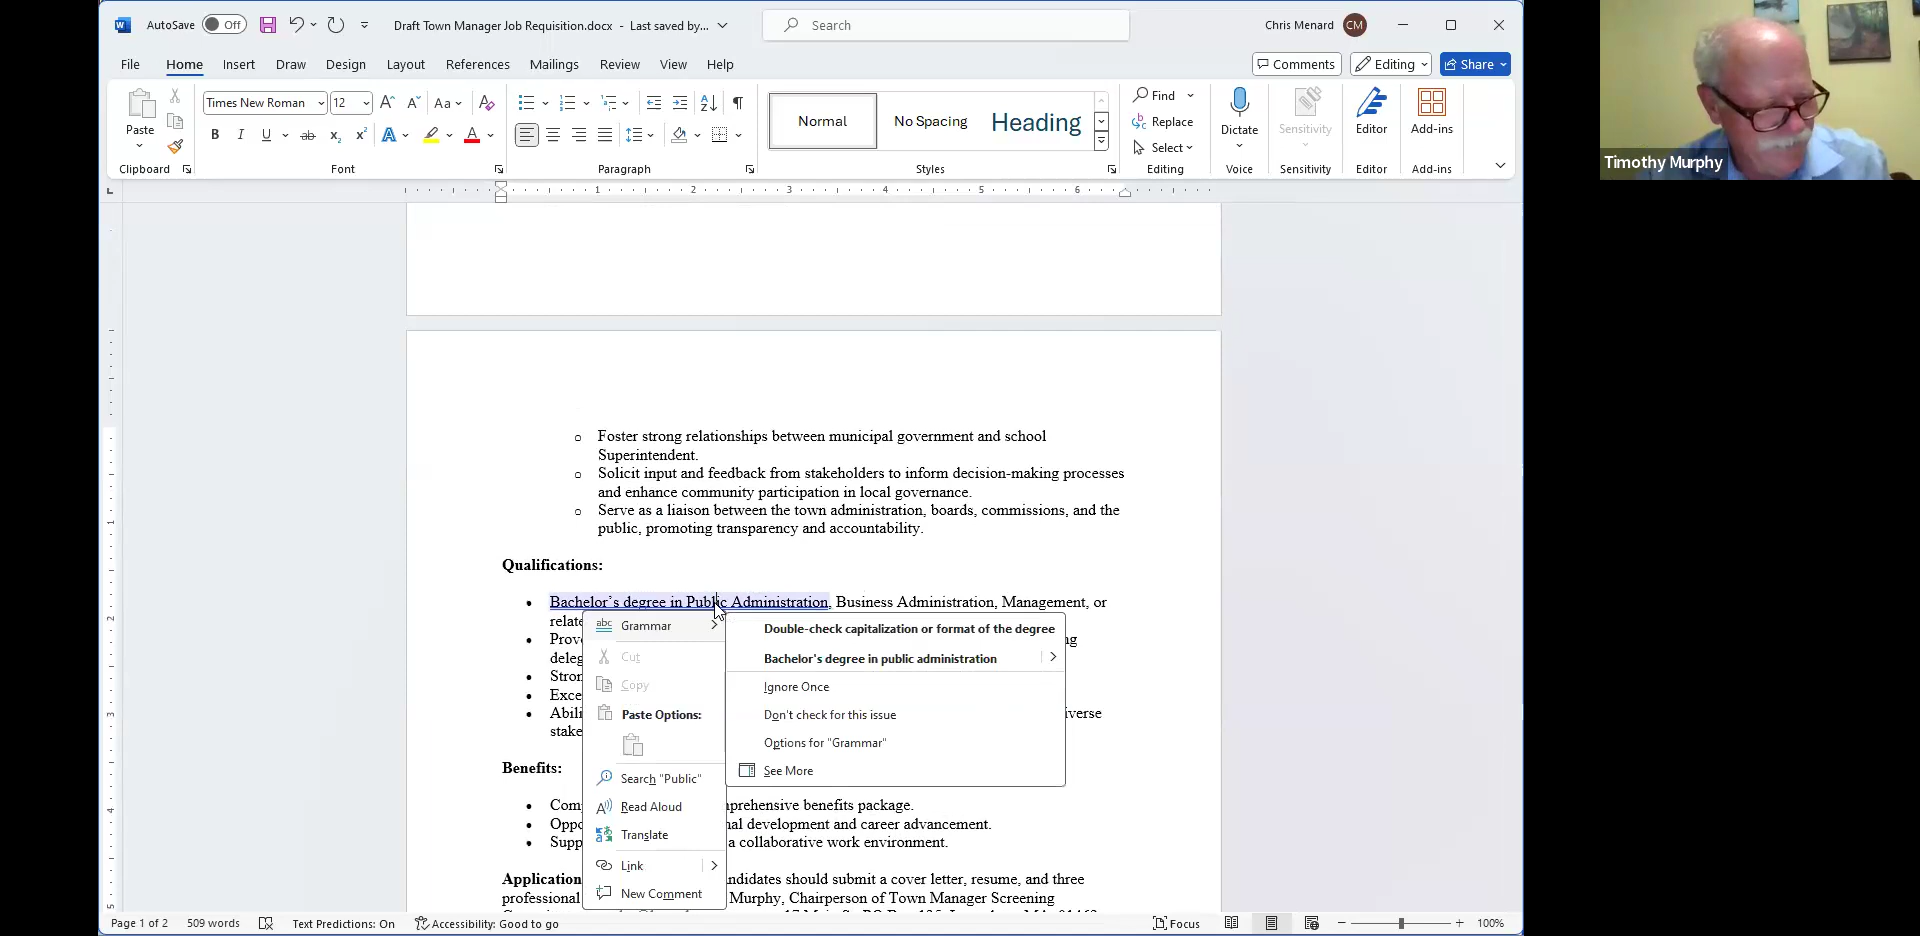 AutoSave Off Draft Town Manager Job Requisition.docx - Last saved by... Search Chris Menard CM
File Home Insert Draw Design Layout References Mailings Review View Help Comments Editing Share
Paste Times New Roman 12 Aa Normal No Spacing Heading Find Replace Select Dictate Sensitivity Editor Add-ins
Clipboard Font Paragraph Styles Editing Voice Sensitivity Editor Add-ins
Timothy Murphy
1 2 3 4 5 6
Foster strong relationships between municipal government and school
Superintendent.
Solicit input and feedback from stakeholders to inform decision-making processes
and enhance community participation in local governance.
Serve as a liaison between the town administration, boards, commissions, and the
public, promoting transparency and accountability.
Qualifications:
Bachelor’s degree in Public Administration, Business Administration, Management, or
Grammar
Cut
Copy
Paste Options:
Search "Public"
Read Aloud
Translate
Link
New Comment
Double-check capitalization or format of the degree
Bachelor's degree in public administration
Ignore Once
Don't check for this issue
Options for "Grammar"
See More
Benefits:
benefits package.
development and career advancement.
a collaborative work environment.
Application should submit a cover letter, resume, and three
professional Murphy, Chairperson of Town Manager Screening
Page 1 of 2 509 words Text Predictions: On Accessibility: Good to go Focus 100%